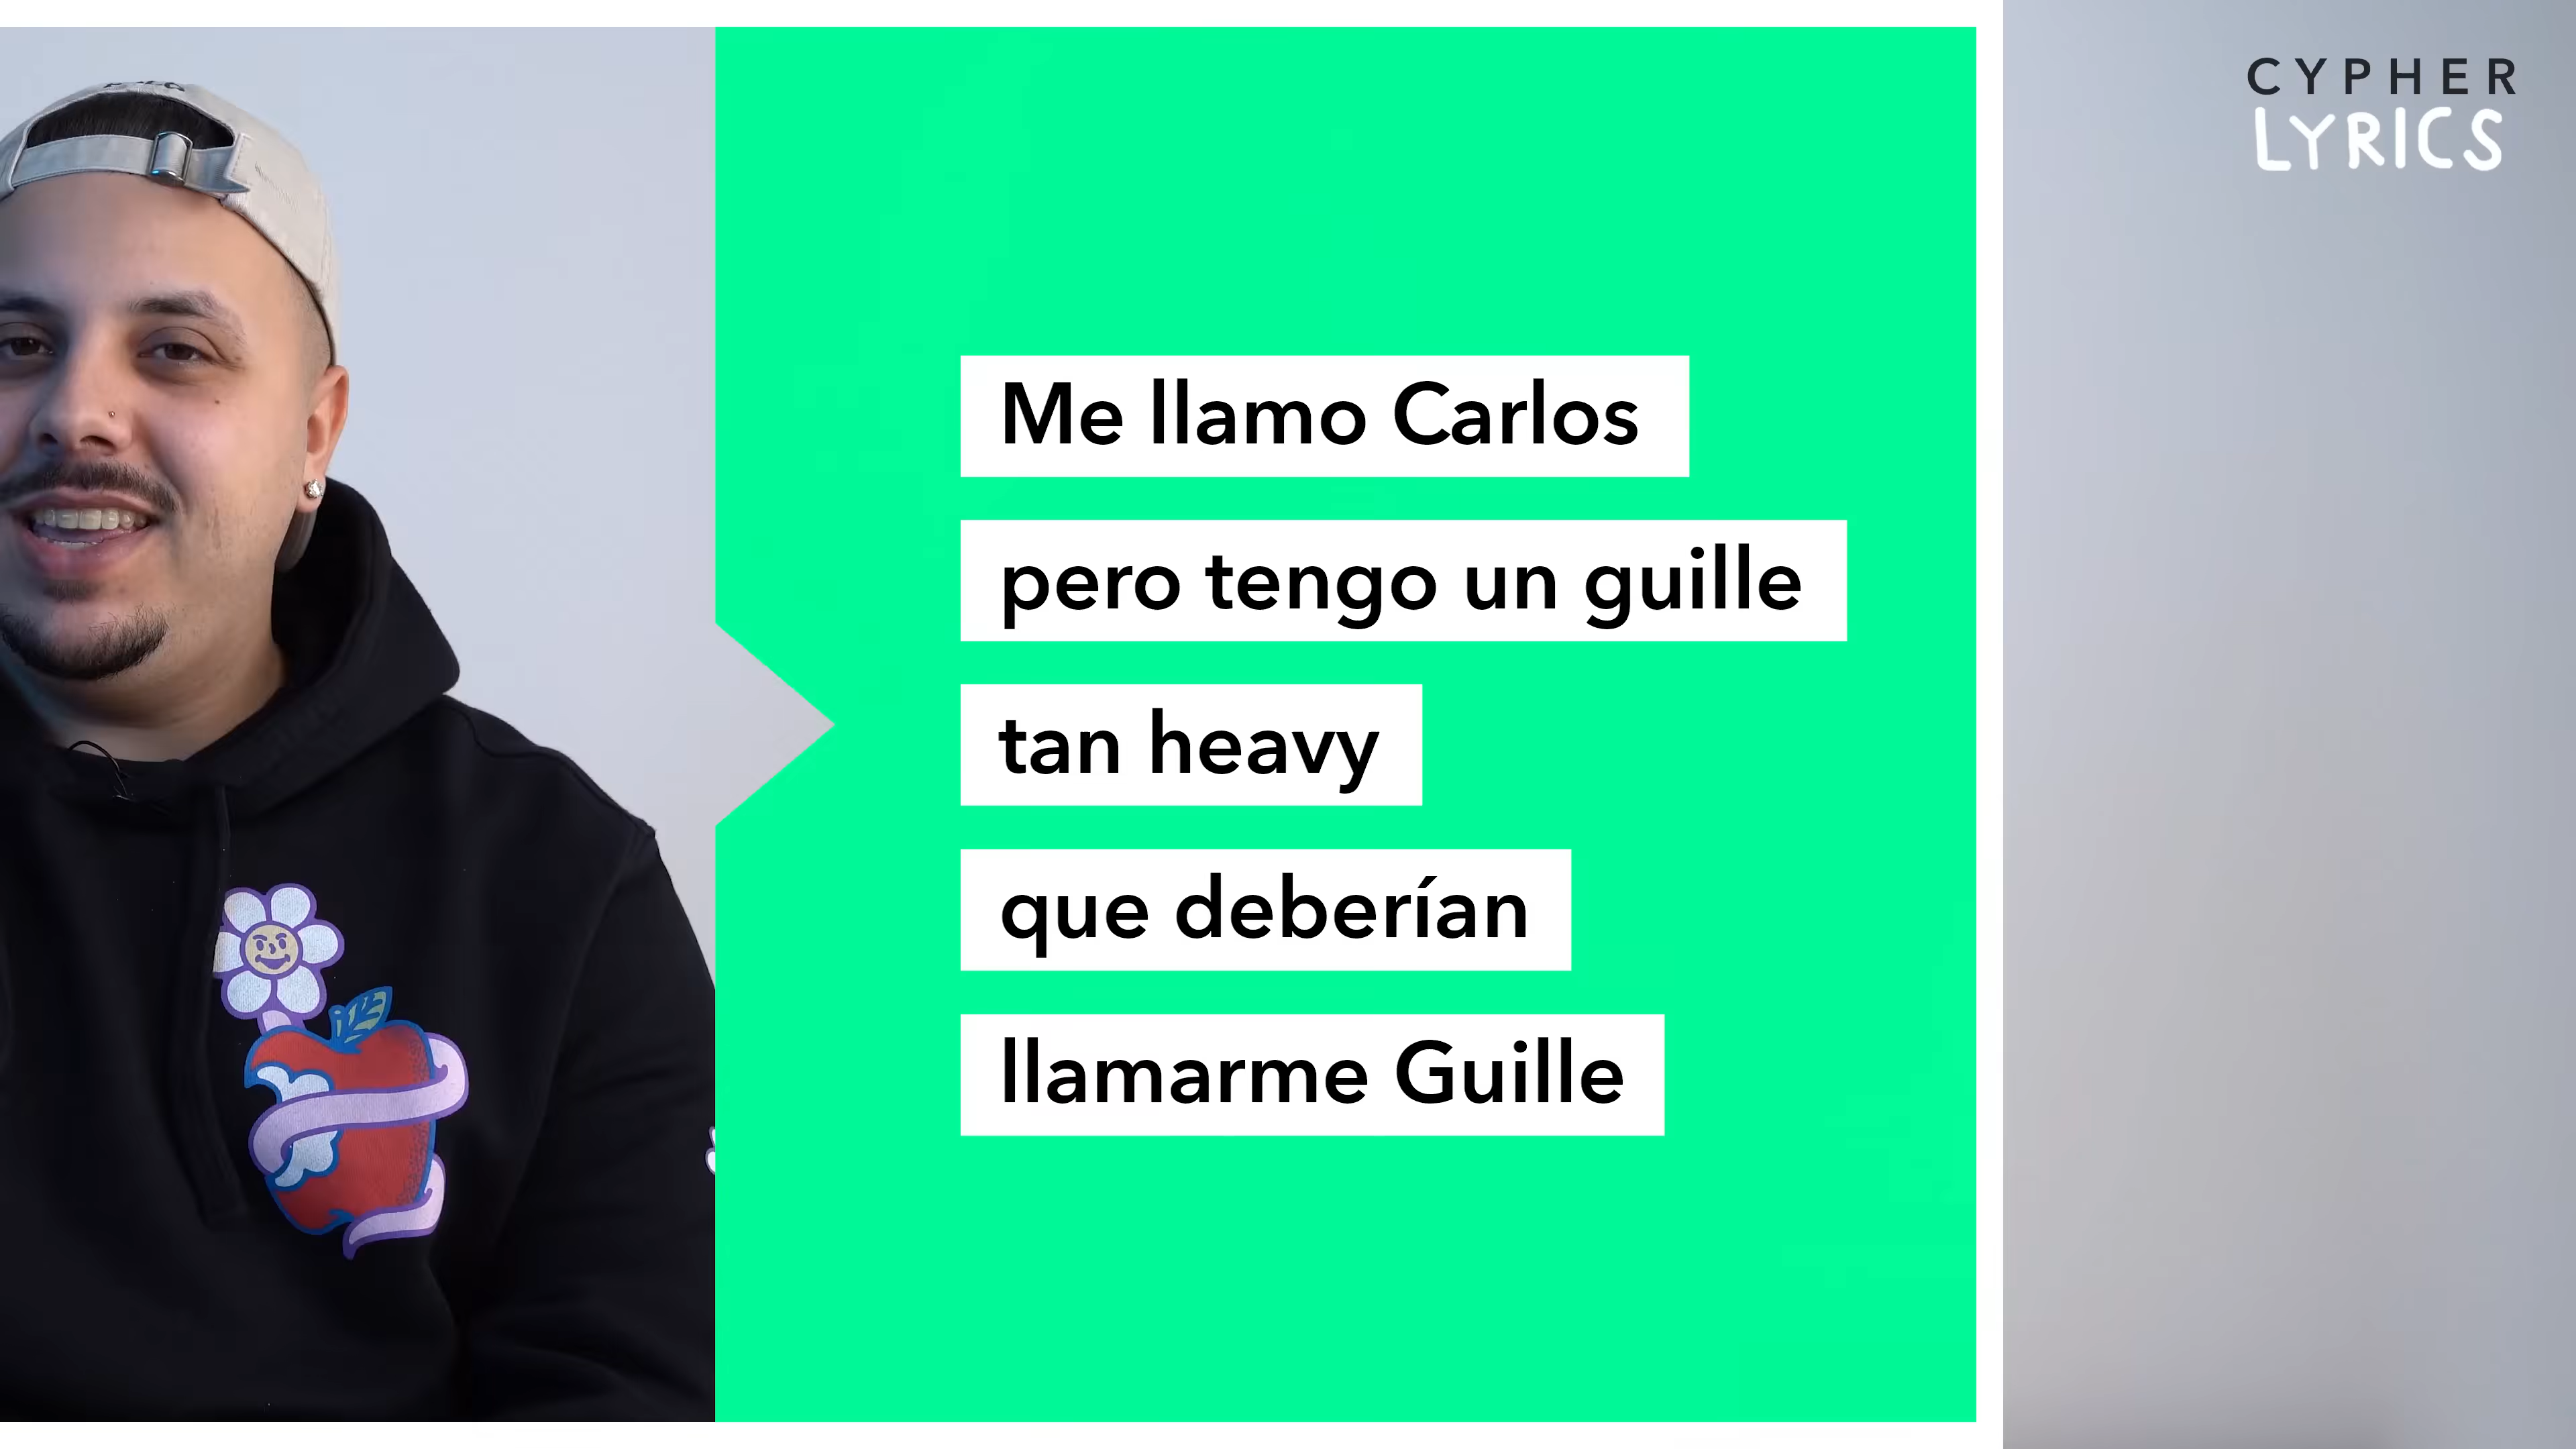 CYPHER
LYRICS
Me llamo Carlos
pero tengo un guille
tan heavy
que deberían
llamarme Guille